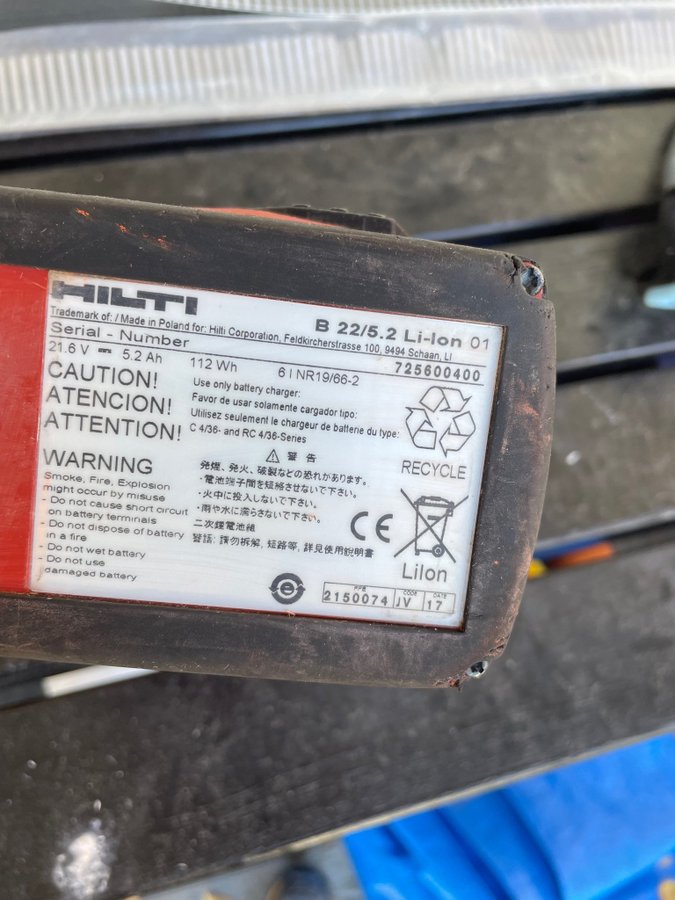 HILTI
B 22/5.2 Li-Ion 01
Trademark of: / Made in Poland for: Hilti Corporation, Feldkircherstrasse 100, 9494 Schaan, LI
Serial - Number 725600400
21.6 V 5.2 Ah 112 Wh 6 I NR19/66-2
CAUTION!
ATENCION!
ATTENTION!
Use only battery charger:
Favor de usar solamente cargador tipo:
Utilisez seulement le chargeur de batterie du type:
C 4/36- and RC 4/36-Series
RECYCLE
WARNING
Smoke, Fire, Explosion
might occur by misuse
- Do not cause short circuit
on battery terminals
- Do not dispose of battery
in a fire
- Do not wet battery
- Do not use
damaged battery
警告
発煙、発火、破裂などの恐れがあります。
・電池端子間を短絡させないで下さい。
・火中に投入しないで下さい。
・雨や水に濡らさないで下さい。
二次鋰電池組
警語: 請勿拆解, 短路等, 詳見使用說明書
CE
LiIon
e
CODE DATE
2150074 JV 17